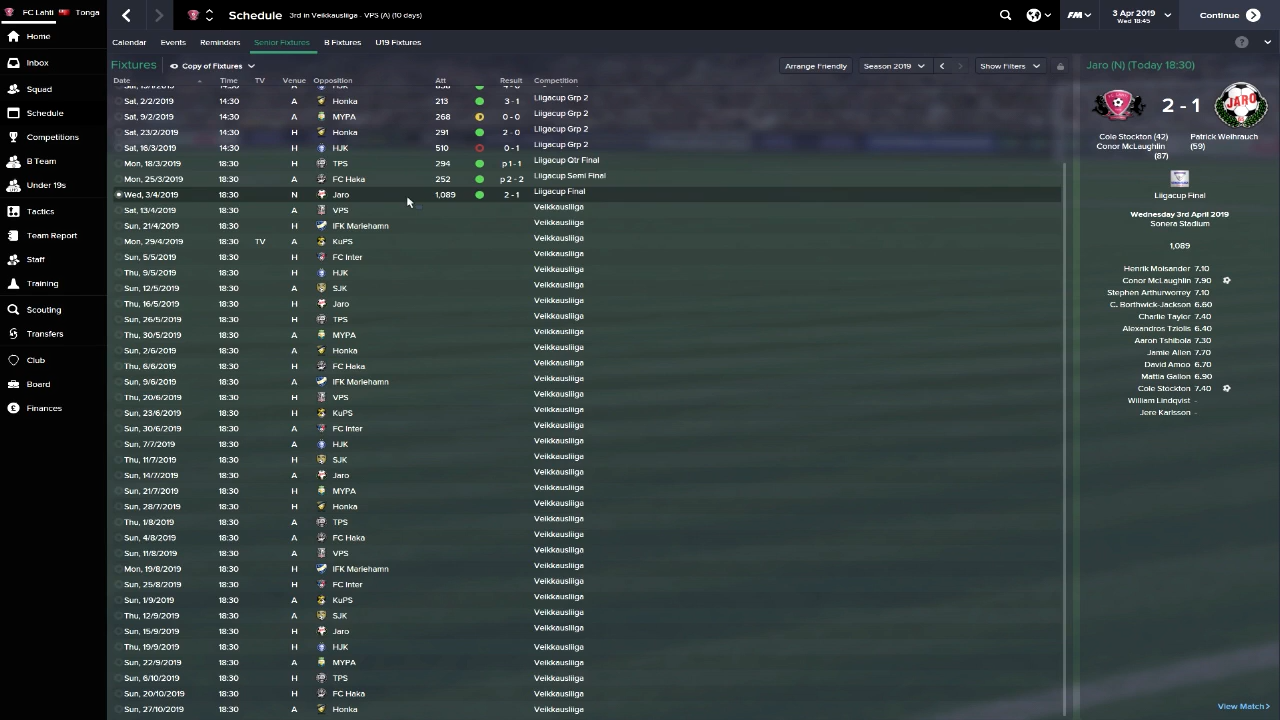 FC Lahti Tonga
Schedule 3rd in Veikkausliiga - VPS (A) (10 days)
FM 3 Apr 2019 Wed 18:45 Continue
Home
Inbox
Squad
Schedule
Competitions
B Team
Under 19s
Tactics
Team Report
Staff
Training
Scouting
Transfers
Club
Board
Finances
Calendar Events Reminders Senior Fixtures B Fixtures U19 Fixtures
Fixtures Copy of Fixtures Arrange Friendly Season 2019 Show Filters
Date Time TV Venue Opposition Att Result Competition
Sat, 2/2/2019 14:30 A Honka 213 3 - 1 Liigacup Grp 2
Sat, 9/2/2019 14:30 A MYPA 268 0 - 0 Liigacup Grp 2
Sat, 23/2/2019 14:30 H Honka 291 2 - 0 Liigacup Grp 2
Sat, 16/3/2019 14:30 H HJK 510 0 - 1 Liigacup Grp 2
Mon, 18/3/2019 18:30 H TPS 294 p 1 - 1 Liigacup Qtr Final
Mon, 25/3/2019 18:30 A FC Haka 252 p 2 - 2 Liigacup Semi Final
Wed, 3/4/2019 18:30 N Jaro 1,089 2 - 1 Liigacup Final
Sat, 13/4/2019 18:30 A VPS Veikkausliiga
Sun, 21/4/2019 18:30 H IFK Mariehamn Veikkausliiga
Mon, 29/4/2019 18:30 TV A KuPS Veikkausliiga
Sun, 5/5/2019 18:30 H FC Inter Veikkausliiga
Thu, 9/5/2019 18:30 H HJK Veikkausliiga
Sun, 12/5/2019 18:30 A SJK Veikkausliiga
Thu, 16/5/2019 18:30 H Jaro Veikkausliiga
Sun, 26/5/2019 18:30 H TPS Veikkausliiga
Thu, 30/5/2019 18:30 A MYPA Veikkausliiga
Sun, 2/6/2019 18:30 A Honka Veikkausliiga
Thu, 6/6/2019 18:30 H FC Haka Veikkausliiga
Sun, 9/6/2019 18:30 A IFK Mariehamn Veikkausliiga
Thu, 20/6/2019 18:30 H VPS Veikkausliiga
Sun, 23/6/2019 18:30 H KuPS Veikkausliiga
Sun, 30/6/2019 18:30 A FC Inter Veikkausliiga
Sun, 7/7/2019 18:30 A HJK Veikkausliiga
Thu, 11/7/2019 18:30 H SJK Veikkausliiga
Sun, 14/7/2019 18:30 A Jaro Veikkausliiga
Sun, 21/7/2019 18:30 H MYPA Veikkausliiga
Sun, 28/7/2019 18:30 H Honka Veikkausliiga
Thu, 1/8/2019 18:30 A TPS Veikkausliiga
Sun, 4/8/2019 18:30 A FC Haka Veikkausliiga
Sun, 11/8/2019 18:30 A VPS Veikkausliiga
Mon, 19/8/2019 18:30 H IFK Mariehamn Veikkausliiga
Sun, 25/8/2019 18:30 H FC Inter Veikkausliiga
Sun, 1/9/2019 18:30 A KuPS Veikkausliiga
Thu, 12/9/2019 18:30 A SJK Veikkausliiga
Sun, 15/9/2019 18:30 H Jaro Veikkausliiga
Thu, 19/9/2019 18:30 H HJK Veikkausliiga
Sun, 22/9/2019 18:30 A MYPA Veikkausliiga
Sun, 6/10/2019 18:30 H TPS Veikkausliiga
Sun, 20/10/2019 18:30 H FC Haka Veikkausliiga
Sun, 27/10/2019 18:30 A Honka Veikkausliiga
Jaro (N) (Today 18:30)
2 - 1
JARO
Cole Stockton (42) Patrick Weihrauch
Conor McLaughlin (59)
(87)
Liigacup Final
Wednesday 3rd April 2019
Sonera Stadium
1,089
Henrik Moisander 7.10
Conor McLaughlin 7.90
Stephen Arthurworrey 7.10
C. Borthwick-Jackson 6.60
Charlie Taylor 7.40
Alexandros Tziolis 6.40
Aaron Tshibola 7.30
Jamie Allen 7.70
David Amoo 6.70
Mattia Gallon 6.90
Cole Stockton 7.40
William Lindqvist -
Jere Karlsson -
View Match >